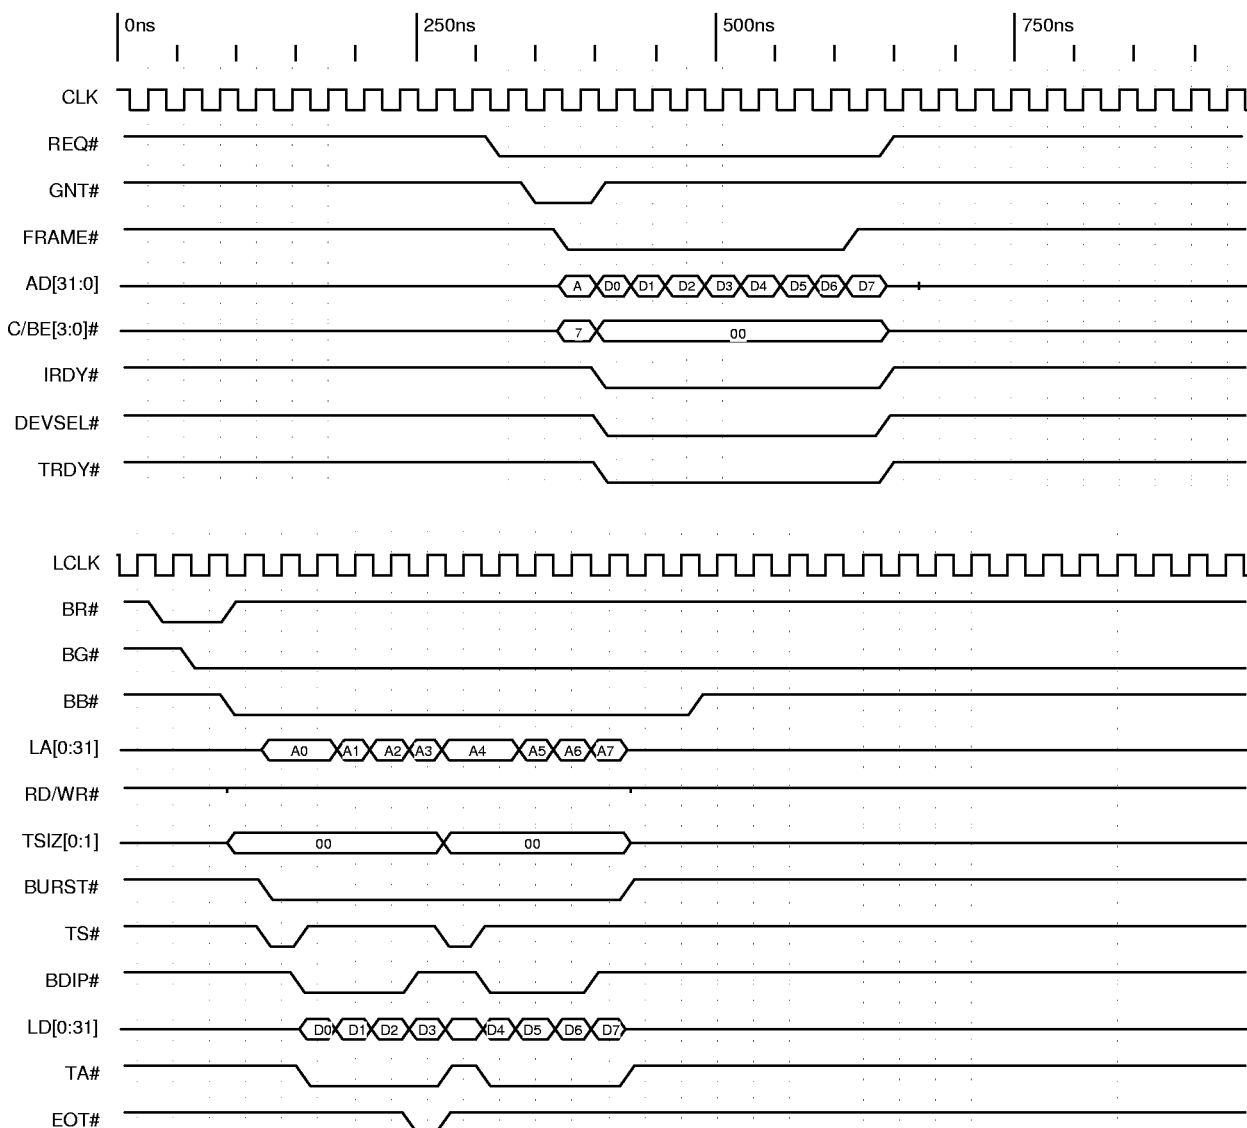 0ns 250ns 500ns 750ns
CLK
REQ#
GNT#
FRAME#
AD[31:0] A D0 D1 D2 D3 D4 D5 D6 D7
C/BE[3:0]# 7 00
IRDY#
DEVSEL#
TRDY#
LCLK
BR#
BG#
BB#
LA[0:31] A0 A1 A2 A3 A4 A5 A6 A7
RD/WR#
TSIZ[0:1] 00 00
BURST#
TS#
BDIP#
LD[0:31] D0 D1 D2 D3 D4 D5 D6 D7
TA#
EOT#